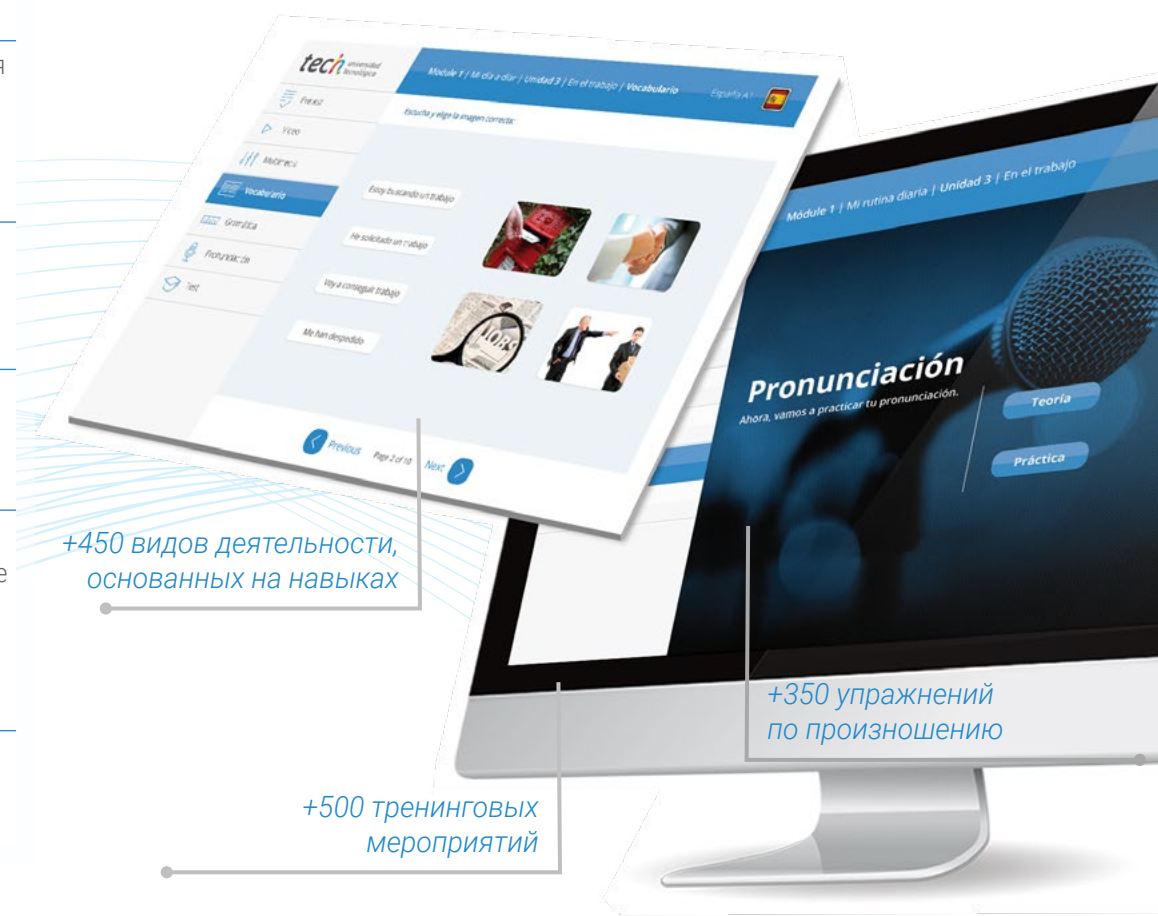 я
е
tech universidad
tecnológica
Module 1 | Mi día a diar | Unidad 3 | En el trabajo | Vocabulario
España A1
Escucha y elige la imagen correcta:
Vocabulario
Gramática
Pronunciación
Test
Estoy buscando un trabajo
He solicitado un trabajo
Voy a conseguir trabajo
Me han despedido
JOBS
Previous
Page 2 of 10
Next
Módule 1 | Mi rutina diaria | Unidad 3 | En el trabajo
Pronunciación
Ahora, vamos a practicar tu pronunciación.
Teoría
Práctica
+450 видов деятельности,
основанных на навыках
+350 упражнений
по произношению
+500 тренинговых
мероприятий